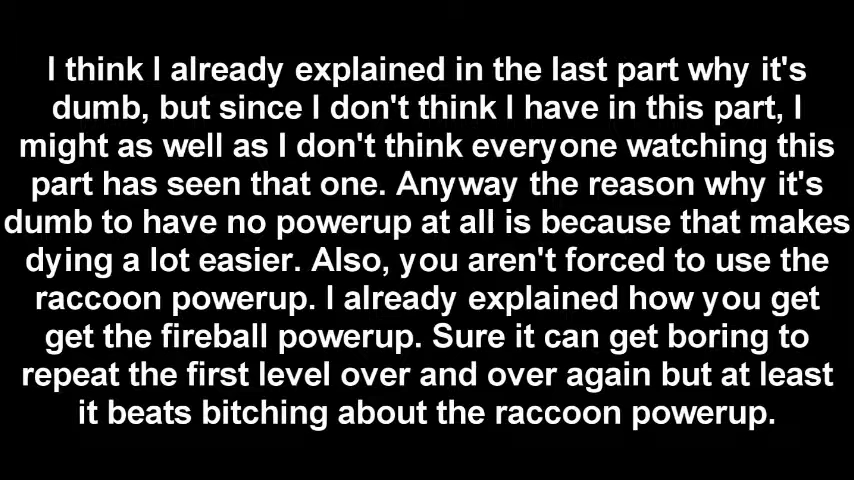 I think I already explained in the last part why it's
dumb, but since I don't think I have in this part, I
might as well as I don't think everyone watching this
part has seen that one. Anyway the reason why it's
dumb to have no powerup at all is because that makes
dying a lot easier. Also, you aren't forced to use the
raccoon powerup. I already explained how you get
get the fireball powerup. Sure it can get boring to
repeat the first level over and over again but at least
it beats bitching about the raccoon powerup.